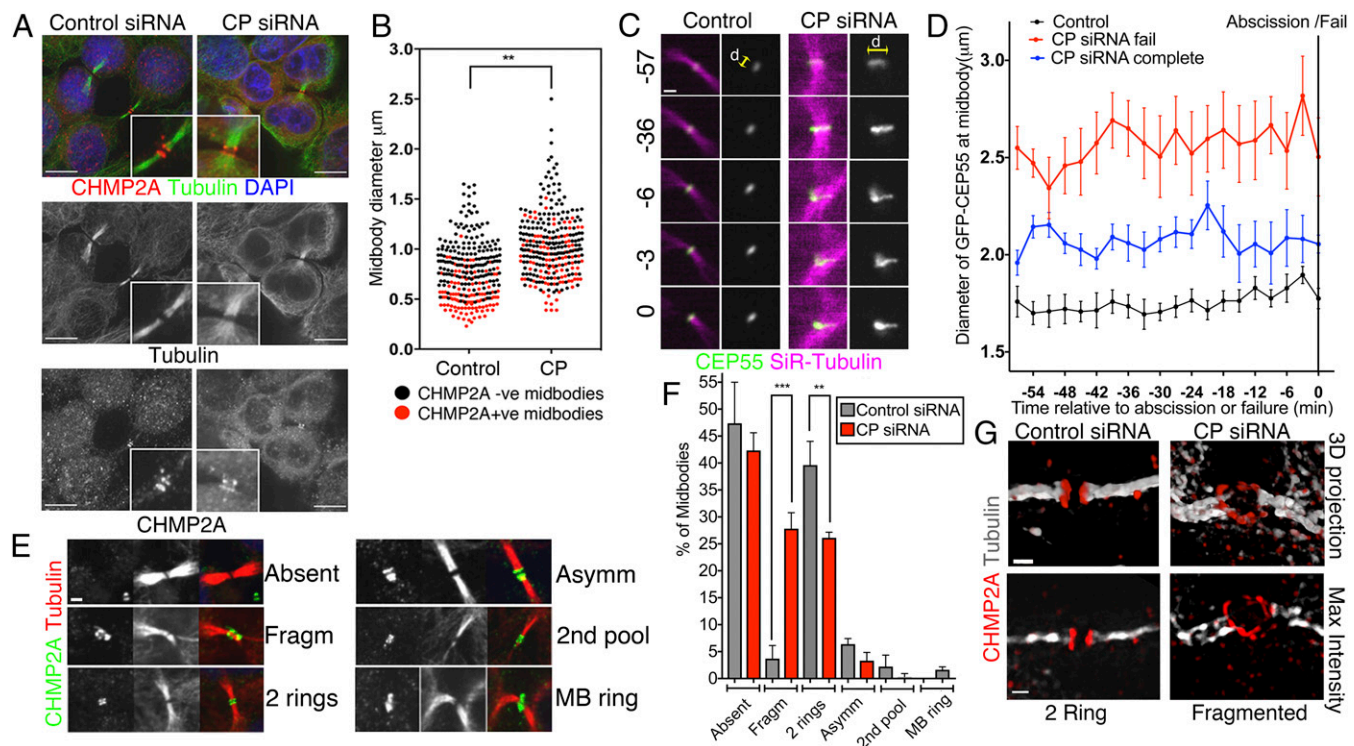 A
Control siRNA CP siRNA
CHMP2A Tubulin DAPI
Tubulin
CHMP2A
B
Midbody diameter μm
3.0
2.5
2.0
1.5
1.0
0.5
0.0
**
Control CP
CHMP2A -ve midbodies
CHMP2A+ve midbodies
C
Control CP siRNA
d d
-57
-36
-6
-3
0
CEP55 SiR-Tubulin
D
Control
CP siRNA fail
CP siRNA complete
Abscission /Fail
Diameter of GFP-CEP55 at midbody(μm)
3.0
2.5
2.0
1.5
-54 -48 -42 -36 -30 -24 -18 -12 -6 0
Time relative to abscission or failure (min)
E
CHMP2A Tubulin
Absent
Fragm
2 rings
Asymm
2nd pool
MB ring
F
% of Midbodies
55
50
45
40
35
30
25
20
15
10
5
0
*** **
Control siRNA
CP siRNA
Absent Fragm 2 rings Asymm 2nd pool MB ring
G
Control siRNA CP siRNA
CHMP2A Tubulin
3D projection
Max Intensity
2 Ring Fragmented